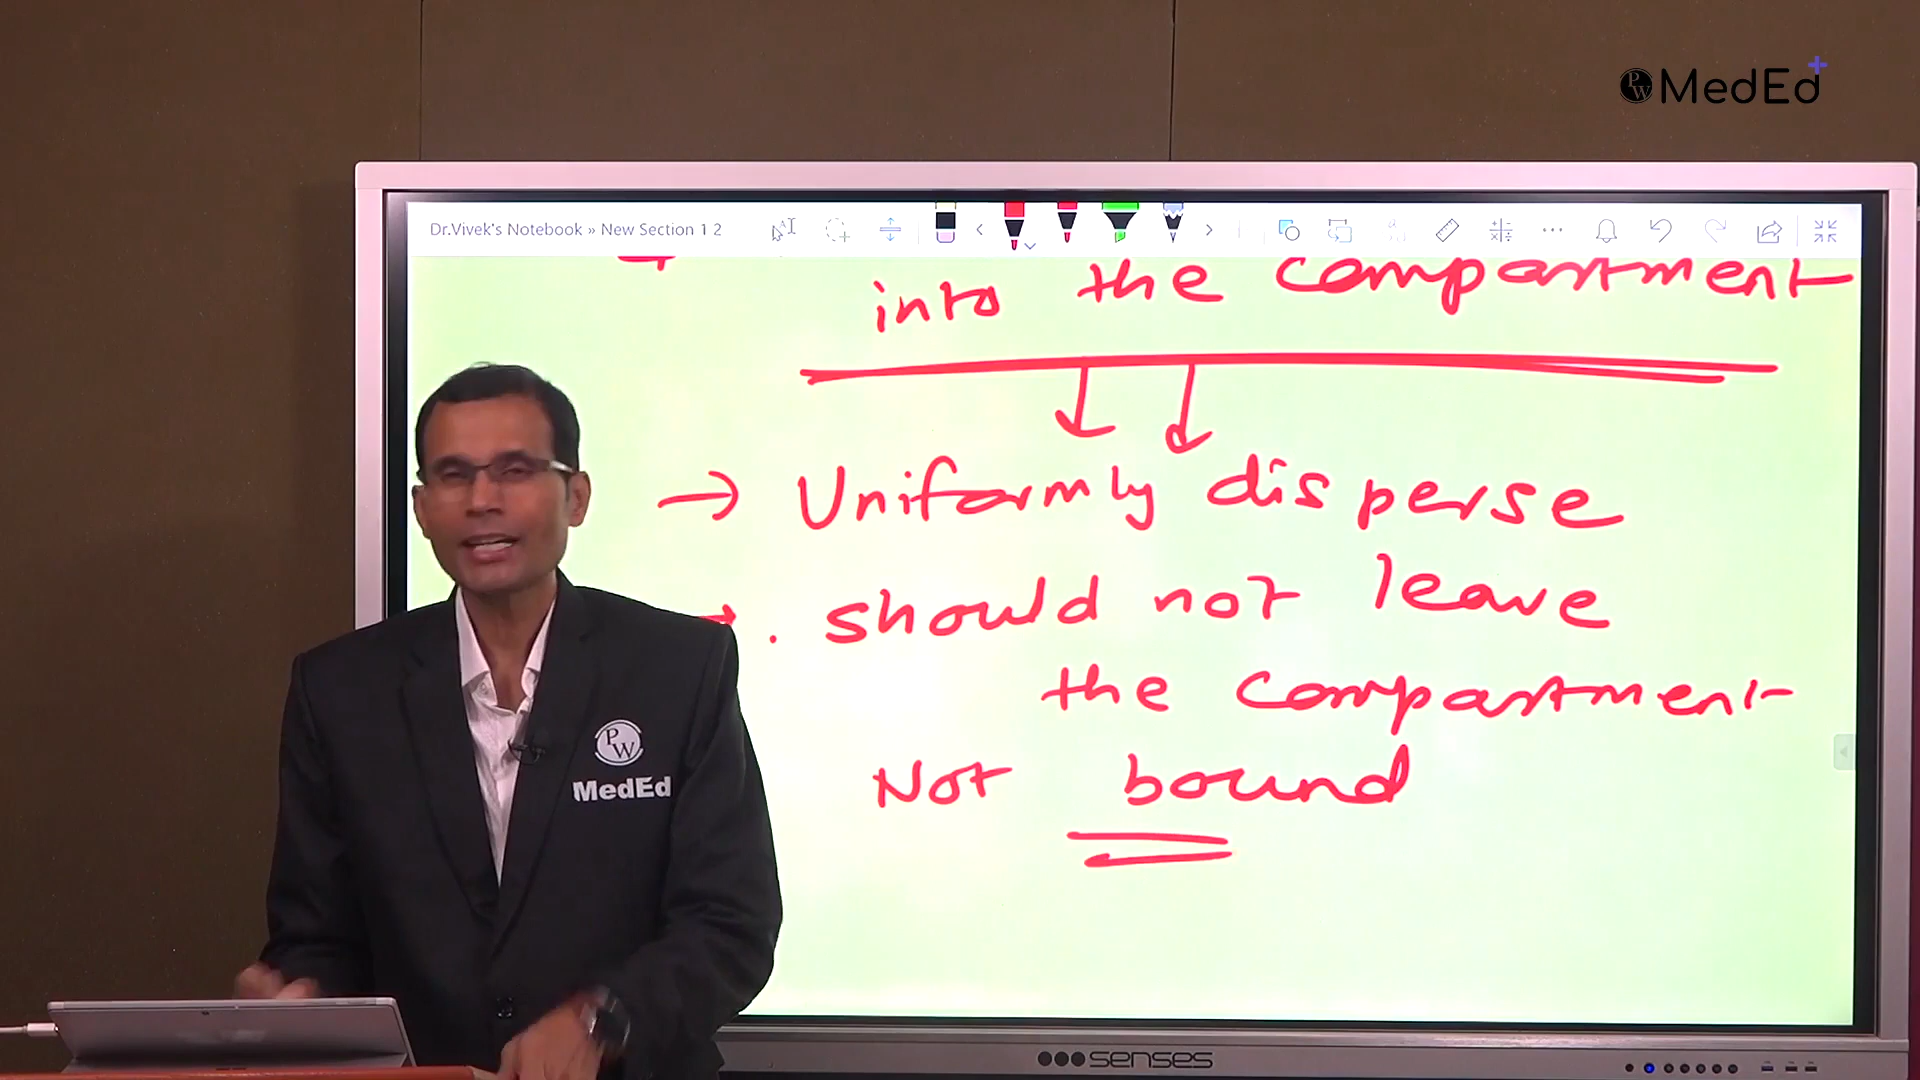 PW MedEd+
Dr.Vivek's Notebook » New Section 1 2
into the compartment
→ Uniformly disperse
→ . should not leave
the compartment
Not bound
PW
MedEd
senses